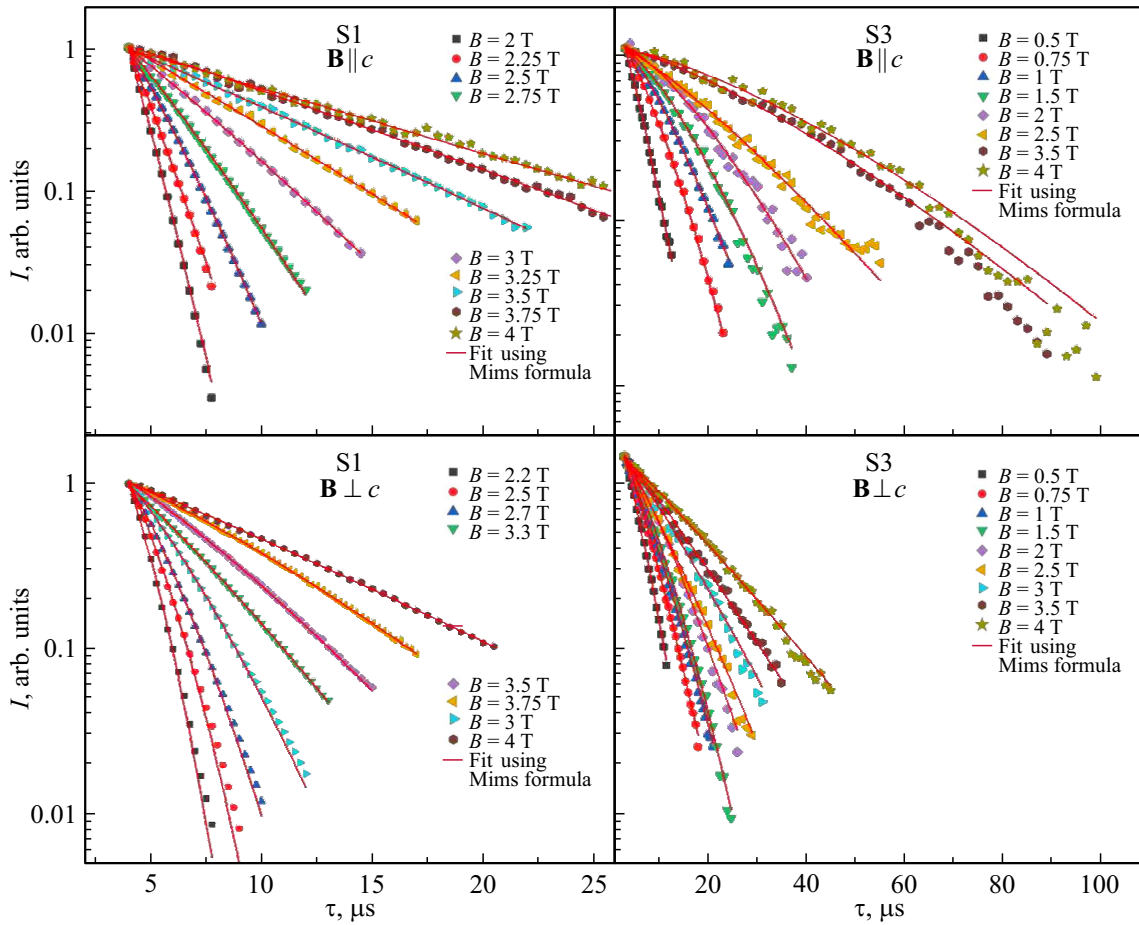 S1
B || c
B = 2 T
B = 2.25 T
B = 2.5 T
B = 2.75 T
B = 3 T
B = 3.25 T
B = 3.5 T
B = 3.75 T
B = 4 T
Fit using
Mims formula
1
0.1
0.01
I, arb. units
S3
B || c
B = 0.5 T
B = 0.75 T
B = 1 T
B = 1.5 T
B = 2 T
B = 2.5 T
B = 3.5 T
B = 4 T
Fit using
Mims formula
S1
B ⊥ c
B = 2.2 T
B = 2.5 T
B = 2.7 T
B = 3.3 T
B = 3.5 T
B = 3.75 T
B = 3 T
B = 4 T
Fit using
Mims formula
1
0.1
0.01
I, arb. units
5
10
15
20
25
τ, μs
S3
B ⊥ c
B = 0.5 T
B = 0.75 T
B = 1 T
B = 1.5 T
B = 2 T
B = 2.5 T
B = 3 T
B = 3.5 T
B = 4 T
Fit using
Mims formula
20
40
60
80
100
τ, μs